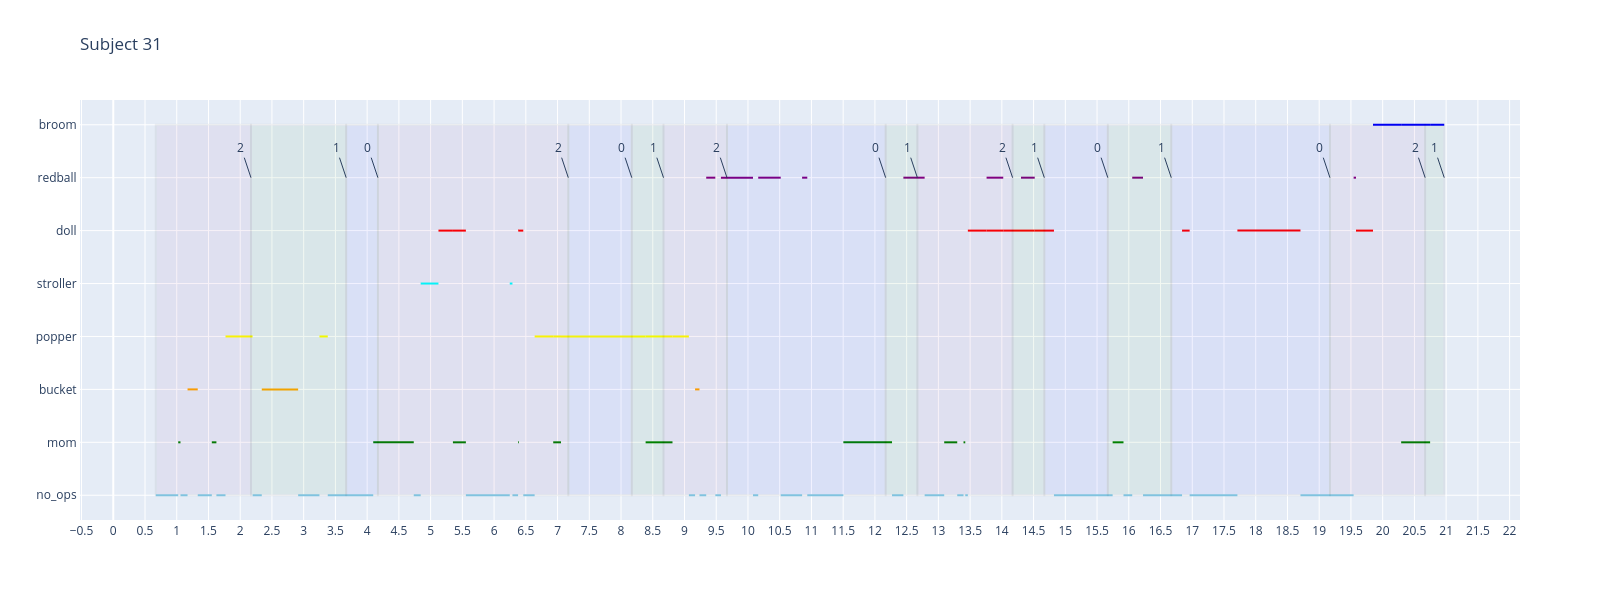 Subject 31
broom
2 1 0 2 0 1 2 0 1 2 1 0 1 0 2 1
redball
doll
stroller
popper
bucket
mom
no_ops
−0.5 0 0.5 1 1.5 2 2.5 3 3.5 4 4.5 5 5.5 6 6.5 7 7.5 8 8.5 9 9.5 10 10.5 11 11.5 12 12.5 13 13.5 14 14.5 15 15.5 16 16.5 17 17.5 18 18.5 19 19.5 20 20.5 21 21.5 22